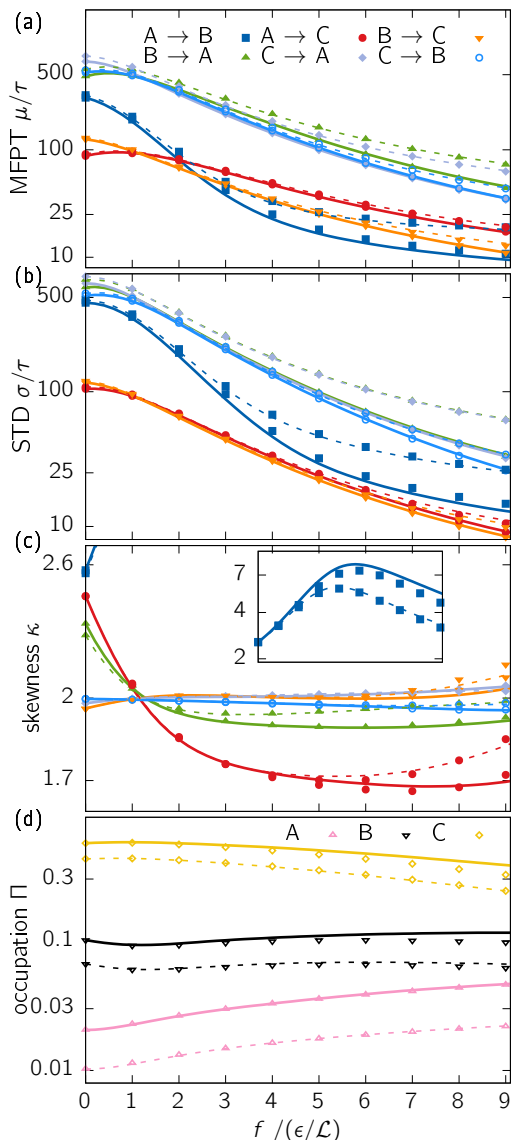 (a)
A → B A → C B → C
B → A C → A C → B
MFPT μ/τ
500
100
25
10
(b)
STD σ/τ
500
100
25
10
(c)
skewness κ
2.6
2
1.7
7
4
2
(d)
A B C
occupation Π
0.3
0.1
0.03
0.01
0 1 2 3 4 5 6 7 8 9
f /(ϵ/ℒ)